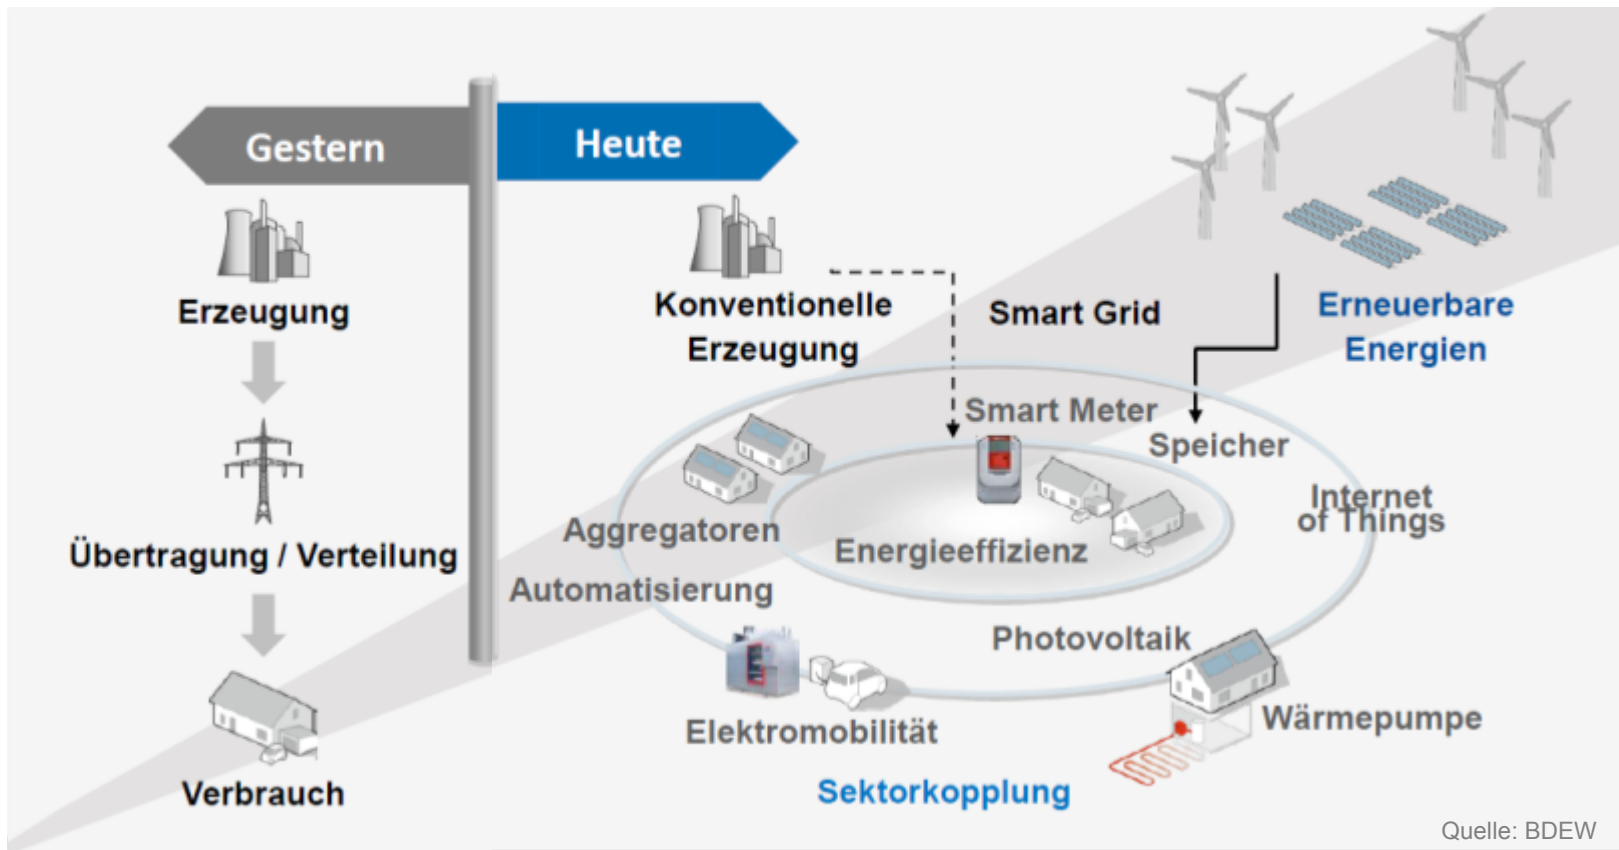 Gestern
Heute
Erzeugung
Übertragung / Verteilung
Verbrauch
Konventionelle
Erzeugung
Smart Grid
Erneuerbare
Energien
Smart Meter
Speicher
Internet
of Things
Aggregatoren
Energieeffizienz
Automatisierung
Photovoltaik
Elektromobilität
Wärmepumpe
Sektorkopplung
Quelle: BDEW